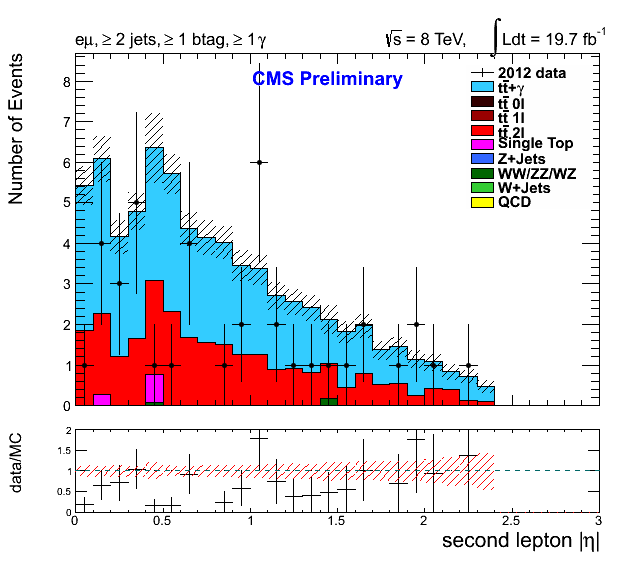 eμ, ≥ 2 jets, ≥ 1 btag, ≥ 1 γ
√s = 8 TeV, ∫ Ldt = 19.7 fb⁻¹
CMS Preliminary
2012 data
tt̄+γ
tt̄ 0l
tt̄ 1l
tt̄ 2l
Single Top
Z+Jets
WW/ZZ/WZ
W+Jets
QCD
Number of Events
8
7
6
5
4
3
2
1
0
data/MC
2
1.5
1
0.5
0
0 0.5 1 1.5 2 2.5 3
second lepton |η|